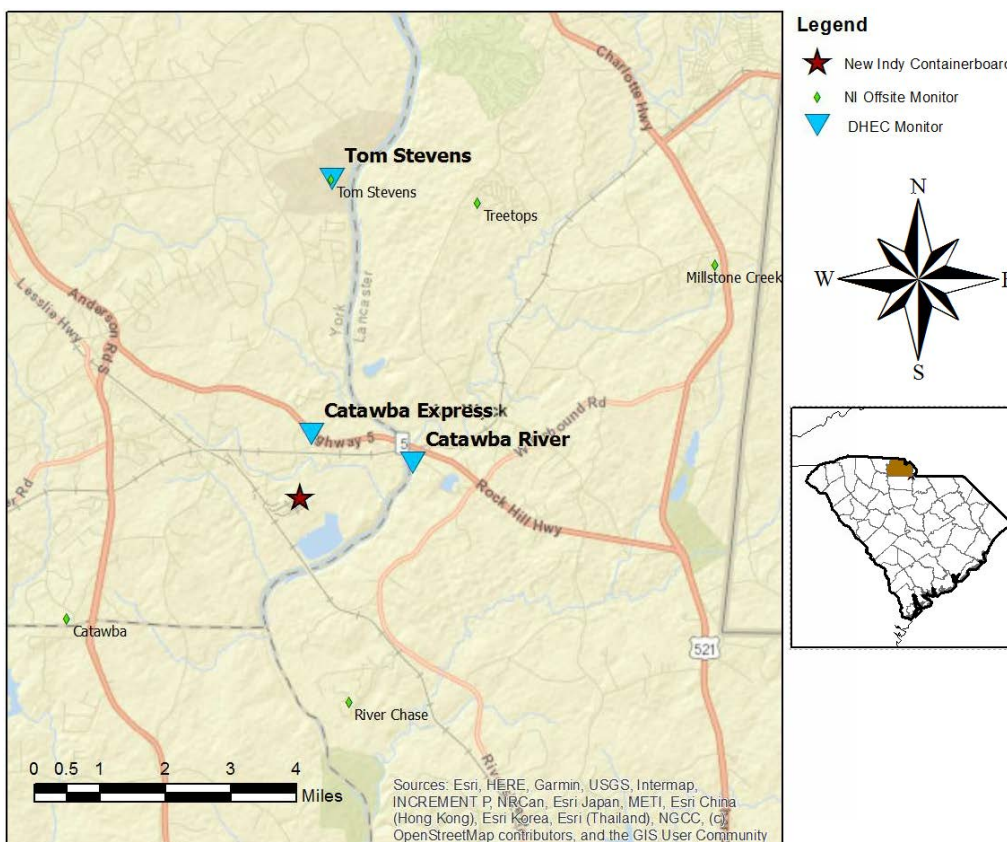 Legend
New Indy Containerboard
NI Offsite Monitor
DHEC Monitor
N
W
E
S
Charlotte Hwy
Tom Stevens
Tom Stevens
Treetops
Millstone Creek
York
Lancaster
Lesslie Hwy
Anderson Rd S
Catawba Express
Highway 5
5
Catawba River
Rock Hill Hwy
Catawba
521
River Chase
0 0.5 1 2 3 4
Miles
Sources: Esri, HERE, Garmin, USGS, Intermap,
INCREMENT P, NRCan, Esri Japan, METI, Esri China
(Hong Kong), Esri Korea, Esri (Thailand), NGCC, (c)
OpenStreetMap contributors, and the GIS User Community